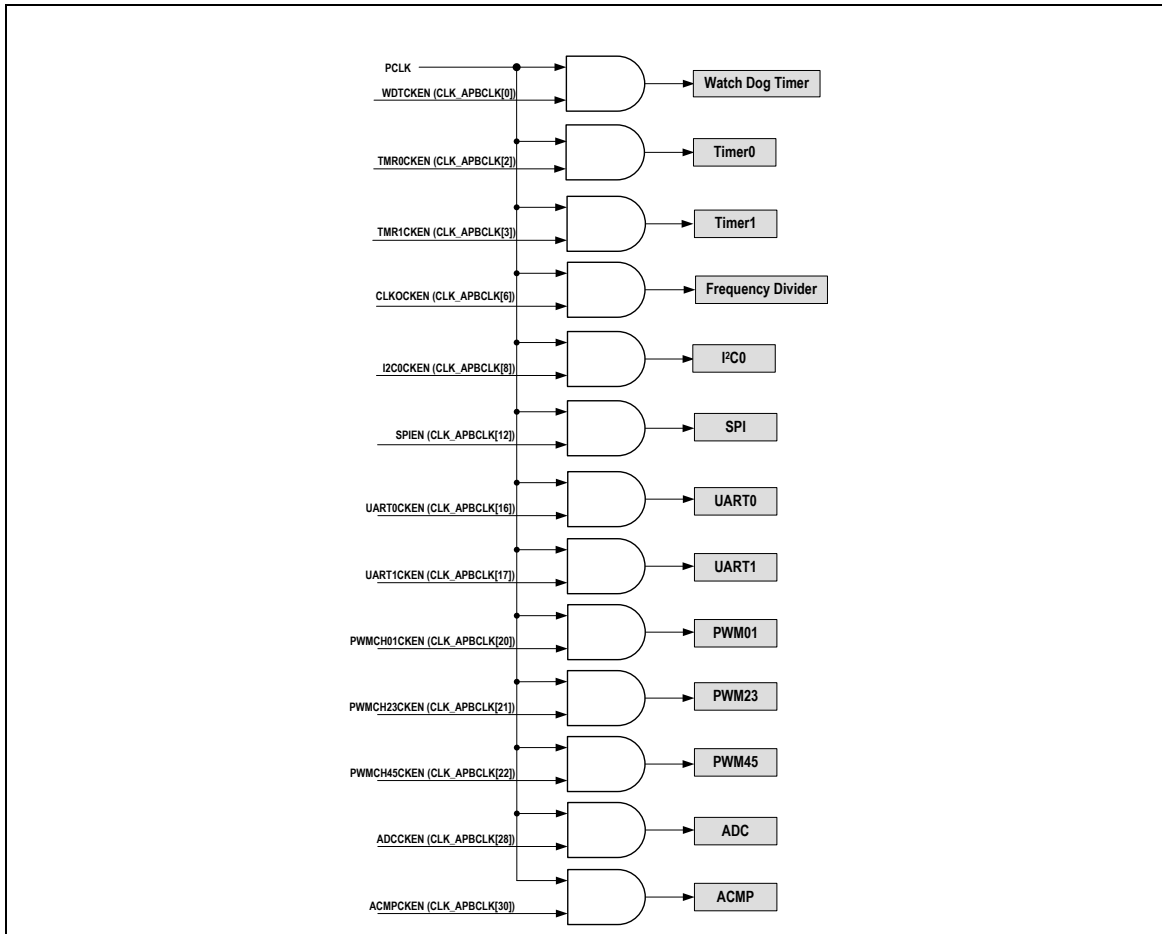 PCLK
WDTCKEN (CLK_APBCLK[0])
Watch Dog Timer
TMR0CKEN (CLK_APBCLK[2])
Timer0
TMR1CKEN (CLK_APBCLK[3])
Timer1
CLKOCKEN (CLK_APBCLK[6])
Frequency Divider
I2C0CKEN (CLK_APBCLK[8])
I²C0
SPIEN (CLK_APBCLK[12])
SPI
UART0CKEN (CLK_APBCLK[16])
UART0
UART1CKEN (CLK_APBCLK[17])
UART1
PWMCH01CKEN (CLK_APBCLK[20])
PWM01
PWMCH23CKEN (CLK_APBCLK[21])
PWM23
PWMCH45CKEN (CLK_APBCLK[22])
PWM45
ADCCKEN (CLK_APBCLK[28])
ADC
ACMPCKEN (CLK_APBCLK[30])
ACMP